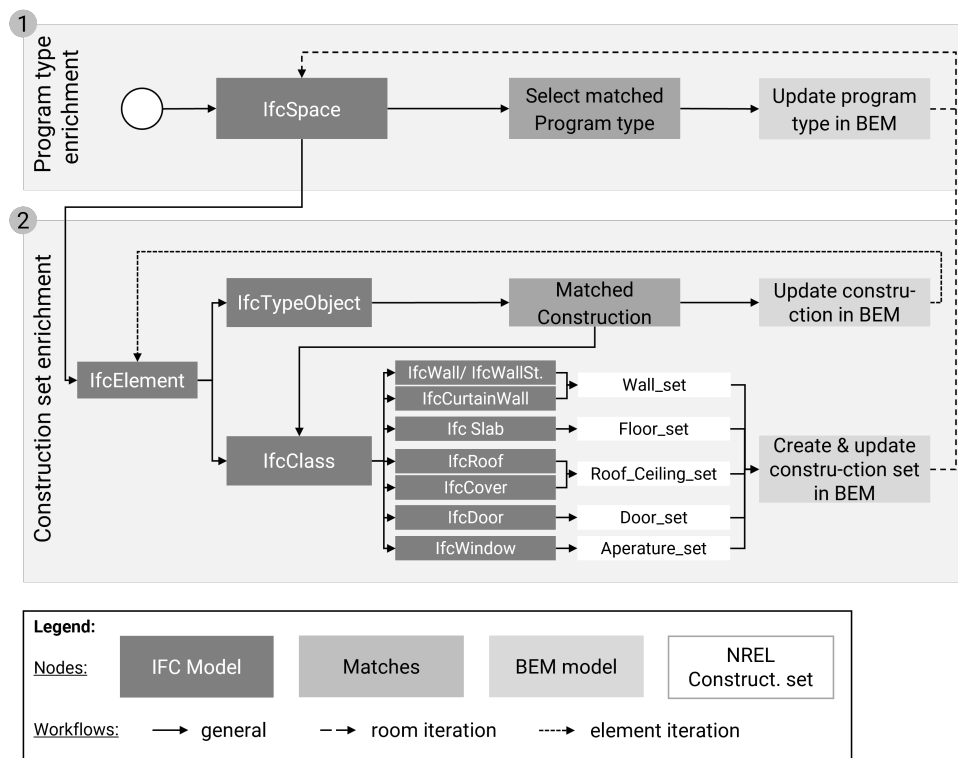 1
Program type
enrichment
IfcSpace
Select matched
Program type
Update program
type in BEM
2
Construction set enrichment
IfcTypeObject
Matched
Construction
Update constru-
ction in BEM
IfcElement
IfcClass
IfcWall/ IfcWallSt.
IfcCurtainWall
Ifc Slab
IfcRoof
IfcCover
IfcDoor
IfcWindow
Wall_set
Floor_set
Roof_Ceiling_set
Door_set
Aperature_set
Create & update
constru-ction set
in BEM
Legend:
Nodes:
IFC Model
Matches
BEM model
NREL
Construct. set
Workflows:
general
room iteration
element iteration